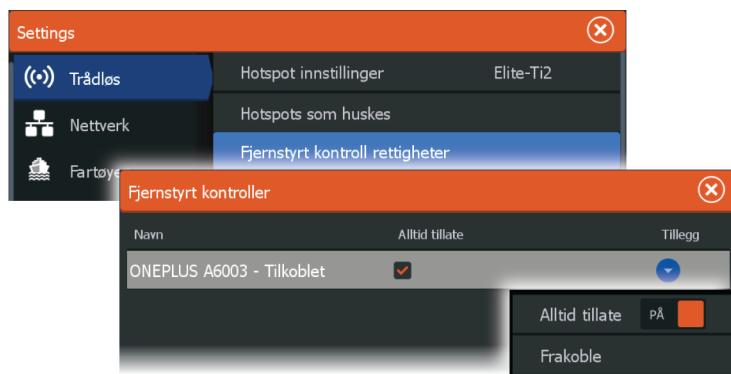 Settings
Trådløs
Hotspot innstillinger Elite-Ti2
Nettverk
Hotspots som huskes
Fjernstyrt kontroll rettigheter
Fartøye
Fjernstyrt kontroller
Navn Alltid tillate Tillegg
ONEPLUS A6003 - Tilkoblet
Alltid tillate PÅ
Frakoble